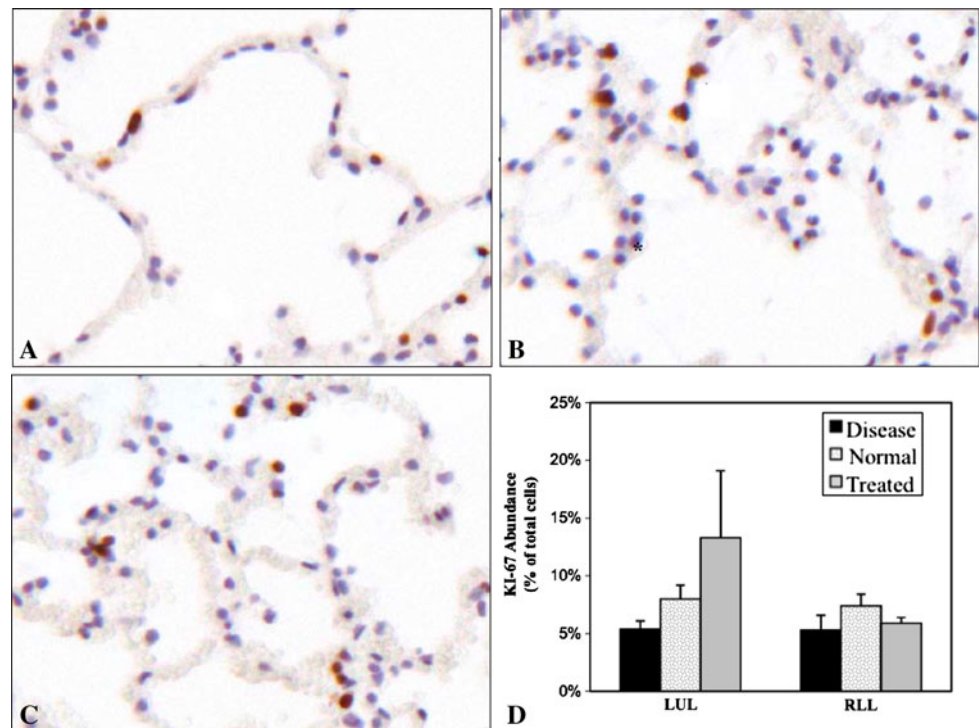 A
B
*
C
D
25%
20%
15%
10%
5%
0%
KI-67 Abundance
(% of total cells)
Disease
Normal
Treated
LUL
RLL